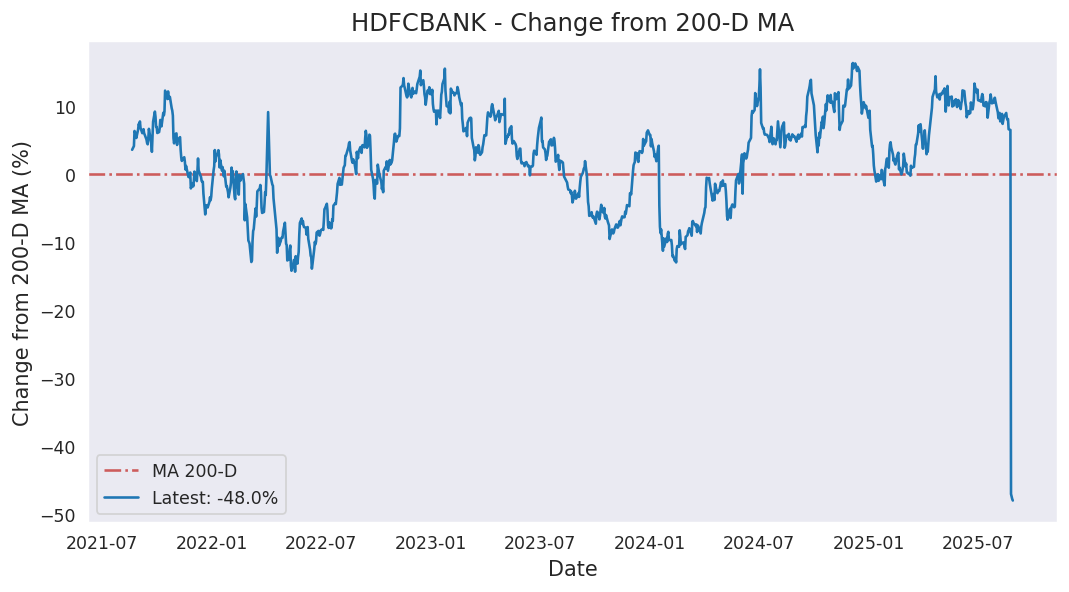 HDFCBANK - Change from 200-D MA
Change from 200-D MA (%)
10
0
−10
−20
−30
−40
−50
MA 200-D
Latest: -48.0%
2021-07 2022-01 2022-07 2023-01 2023-07 2024-01 2024-07 2025-01 2025-07
Date